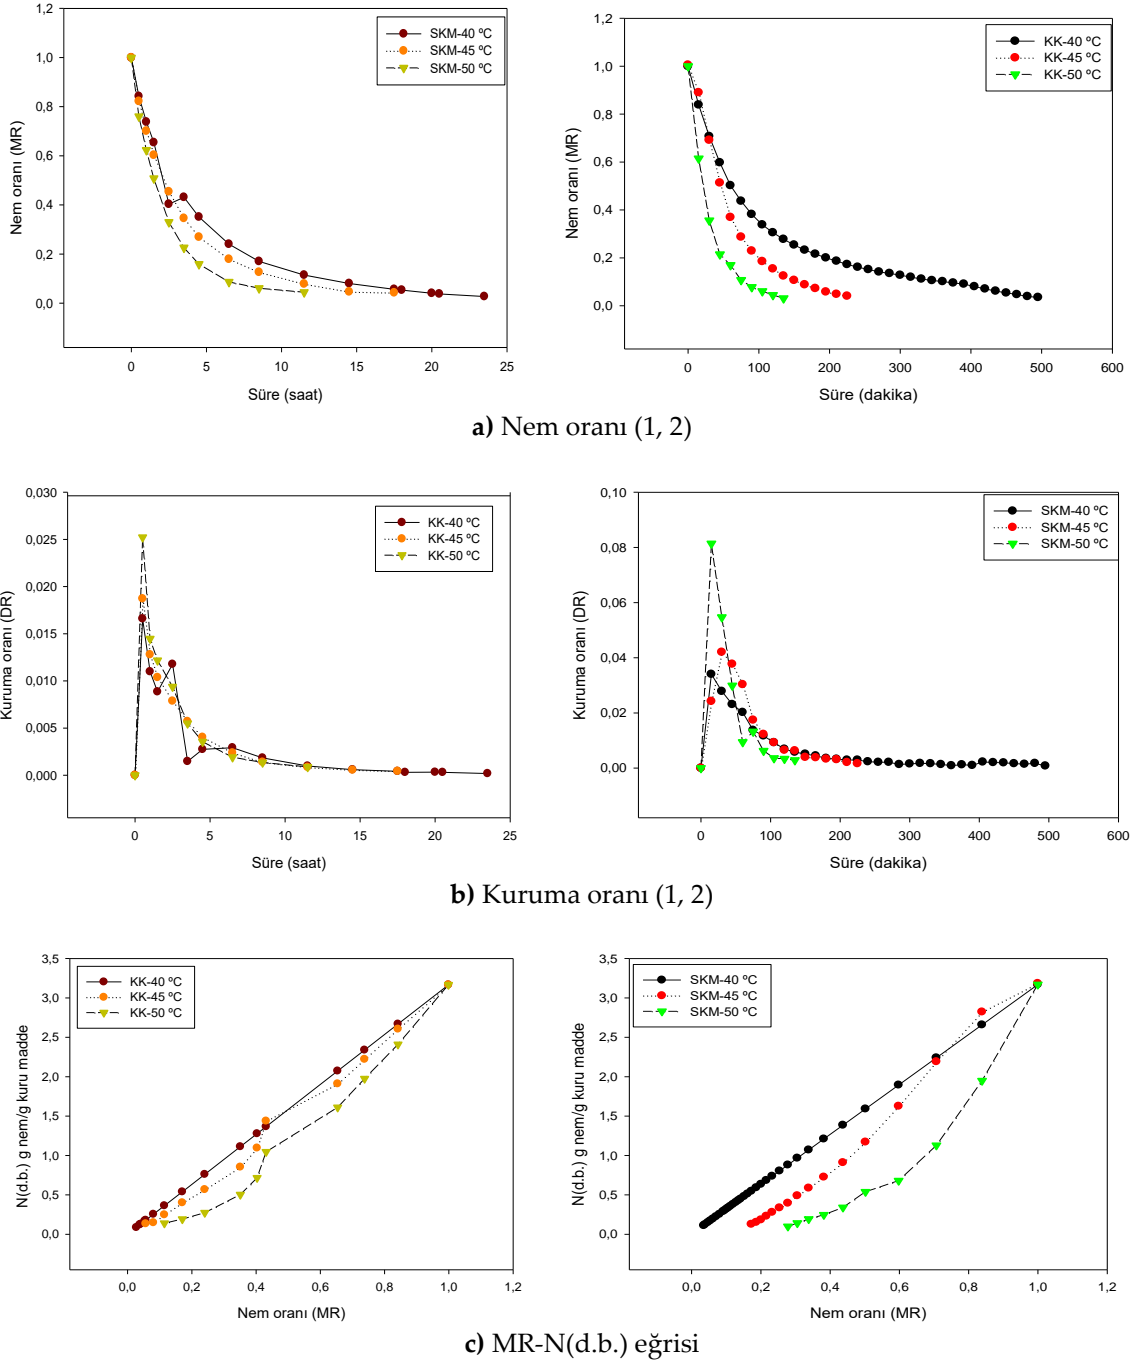 1,2
1,0
0,8
0,6
0,4
0,2
0,0
Nem oranı (MR)
SKM-40 ºC
SKM-45 ºC
SKM-50 ºC
0 5 10 15 20 25
Süre (saat)
1,2
1,0
0,8
0,6
0,4
0,2
0,0
Nem oranı (MR)
KK-40 ºC
KK-45 ºC
KK-50 ºC
0 100 200 300 400 500 600
Süre (dakika)
a) Nem oranı (1, 2)
0,030
0,025
0,020
0,015
0,010
0,005
0,000
Kuruma oranı (DR)
KK-40 ºC
KK-45 ºC
KK-50 ºC
0 5 10 15 20 25
Süre (saat)
0,10
0,08
0,06
0,04
0,02
0,00
Kuruma oranı (DR)
SKM-40 ºC
SKM-45 ºC
SKM-50 ºC
0 100 200 300 400 500 600
Süre (dakika)
b) Kuruma oranı (1, 2)
3,5
3,0
2,5
2,0
1,5
1,0
0,5
0,0
N(d.b.) g nem/g kuru madde
KK-40 ºC
KK-45 ºC
KK-50 ºC
0,0 0,2 0,4 0,6 0,8 1,0 1,2
Nem oranı (MR)
3,5
3,0
2,5
2,0
1,5
1,0
0,5
0,0
N(d.b.) g nem/g kuru madde
SKM-40 ºC
SKM-45 ºC
SKM-50 ºC
0,0 0,2 0,4 0,6 0,8 1,0 1,2
Nem oranı (MR)
c) MR-N(d.b.) eğrisi